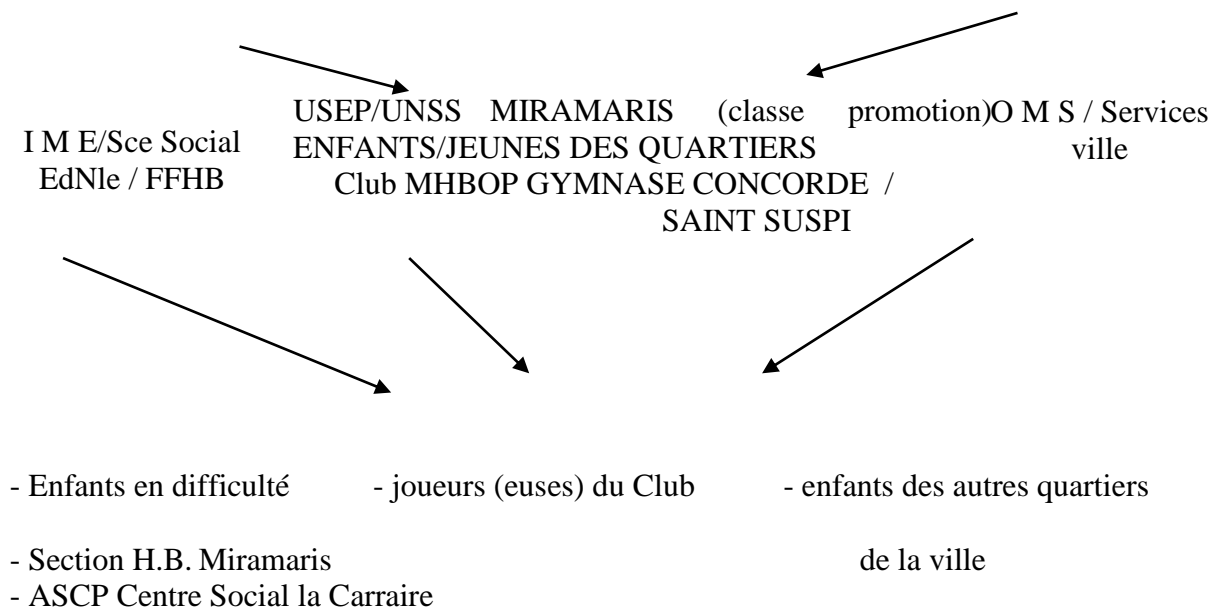 I M E/Sce Social
EdNle / FFHB
USEP/UNSS MIRAMARIS (classe promotion)
ENFANTS/JEUNES DES QUARTIERS
Club MHBOP GYMNASE CONCORDE /
SAINT SUSPI
O M S / Services
ville
- Enfants en difficulté
- joueurs (euses) du Club
- enfants des autres quartiers
de la ville
- Section H.B. Miramaris
- ASCP Centre Social la Carraire